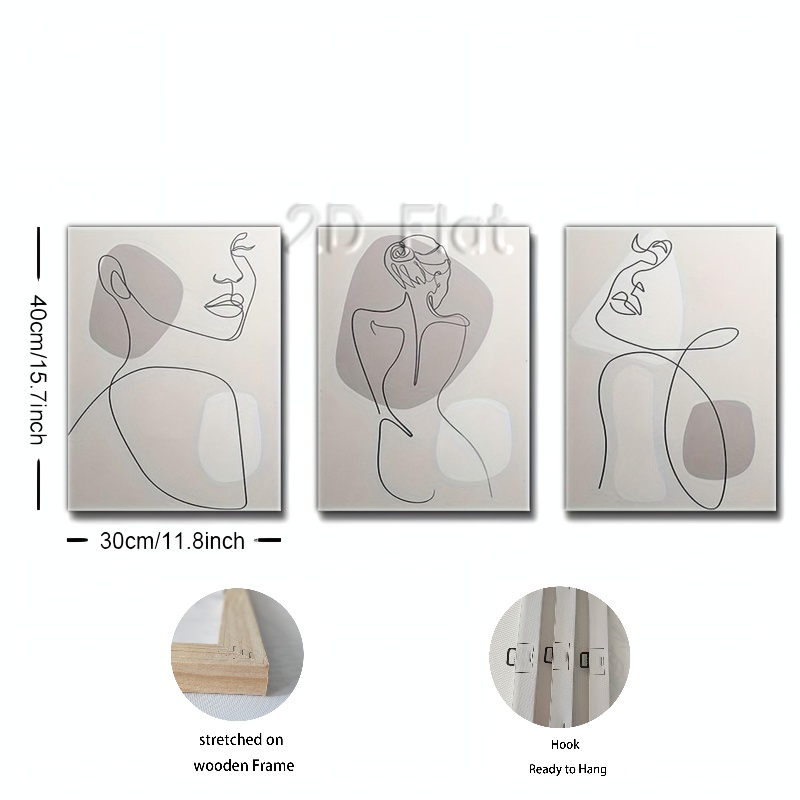 2D Flat
40cm/15.7inch
30cm/11.8inch
stretched on
wooden Frame
Hook
Ready to Hang